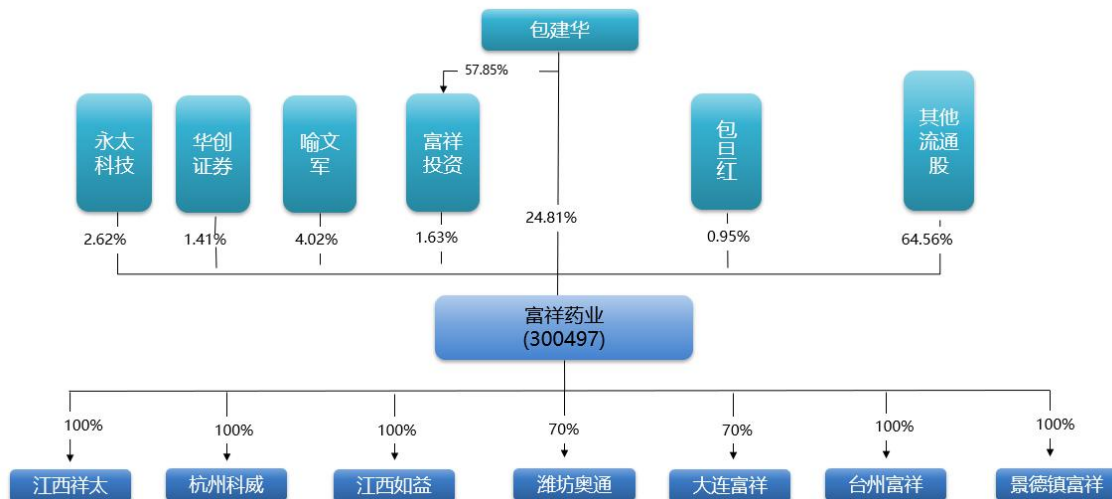 包建华
57.85%
永太
科技
华创
证券
喻文
军
富祥
投资
包
旦
红
其他
流通
股
2.62%
1.41%
4.02%
1.63%
24.81%
0.95%
64.56%
富祥药业
(300497)
100%
100%
100%
70%
70%
100%
100%
江西祥太
杭州科威
江西如益
潍坊奥通
大连富祥
台州富祥
景德镇富祥